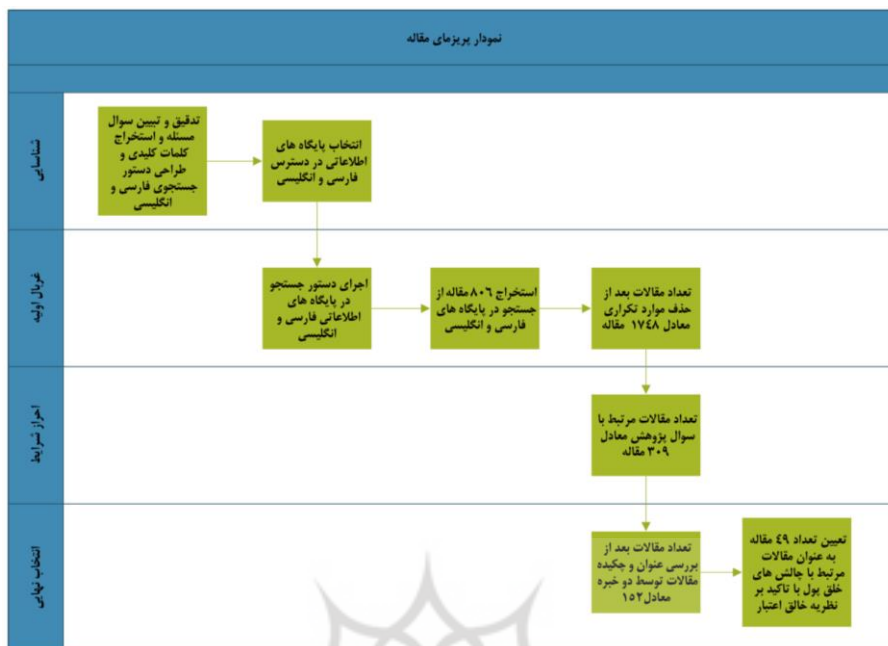 نمودار پریزمای مقاله
شناسایی
تدقیق و تبیین سوال
مسئله و استخراج
کلمات کلیدی و
طراحی دستور
جستجوی فارسی و
انگلیسی
انتخاب پایگاه های
اطلاعاتی در دسترس
فارسی و انگلیسی
غربال اولیه
اجرای دستور جستجو
در پایگاه های
اطلاعاتی فارسی و
انگلیسی
استخراج ۸۰۶ مقاله از
جستجو در پایگاه های
فارسی و انگلیسی
تعداد مقالات بعد از
حذف موارد تکراری
معادل ۱۷٤۸ مقاله
احراز شرایط
تعداد مقالات مرتبط با
سوال پژوهش معادل
۳۰۹ مقاله
انتخاب نهایی
تعداد مقالات بعد از
بررسی عنوان و چکیده
مقالات توسط دو خبره
معادل۱۵۲
تعیین تعداد ٤۹ مقاله
به عنوان مقالات
مرتبط با چالش های
خلق پول با تاکید بر
نظریه خالق اعتبار